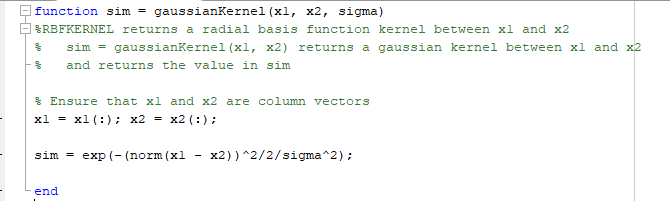 function sim = gaussianKernel(x1, x2, sigma)
%RBFKERNEL returns a radial basis function kernel between x1 and x2
%   sim = gaussianKernel(x1, x2) returns a gaussian kernel between x1 and x2
%   and returns the value in sim
% Ensure that x1 and x2 are column vectors
x1 = x1(:); x2 = x2(:);
sim = exp(-(norm(x1 - x2))^2/2/sigma^2);
end